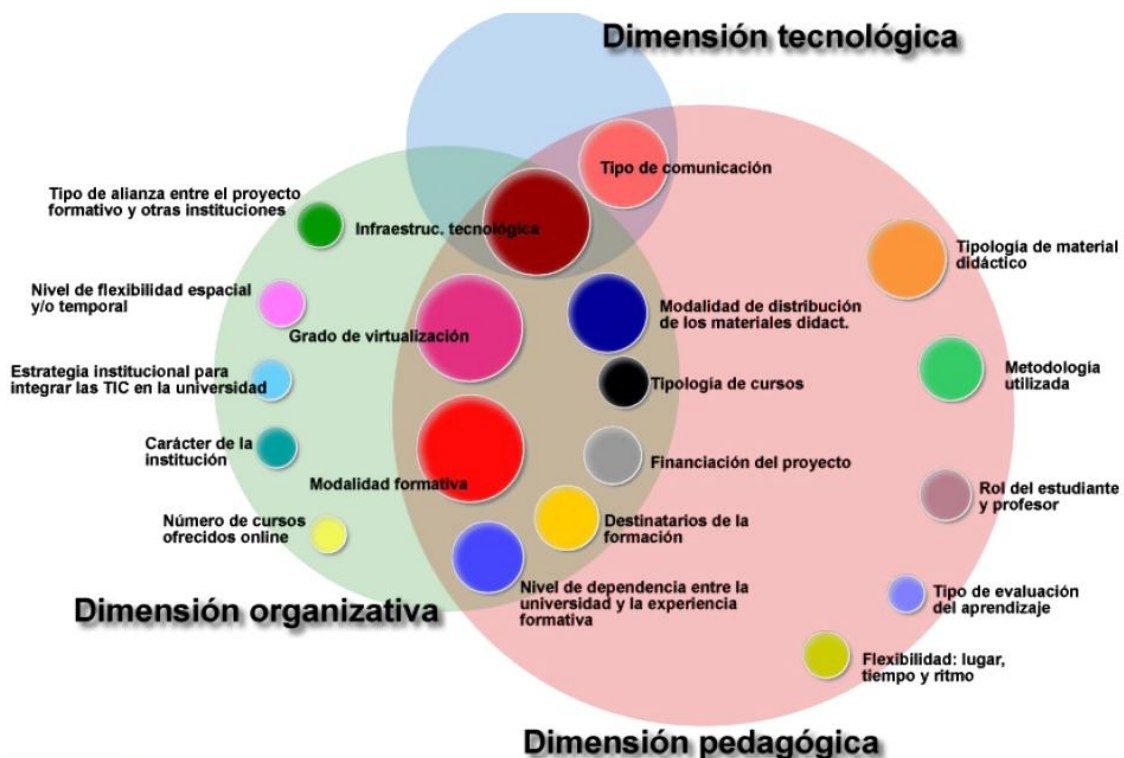 Dimensión tecnológica
Tipo de comunicación
Tipo de alianza entre el proyecto
formativo y otras instituciones
Infraestruc. tecnológica
Tipología de material
didáctico
Nivel de flexibilidad espacial
y/o temporal
Grado de virtualización
Modalidad de distribución
de los materiales didact.
Estrategia institucional para
integrar las TIC en la universidad
Tipología de cursos
Metodología
utilizada
Carácter de la
institución
Modalidad formativa
Financiación del proyecto
Rol del estudiante
y profesor
Número de cursos
ofrecidos online
Destinatarios de la
formación
Nivel de dependencia entre la
universidad y la experiencia
formativa
Tipo de evaluación
del aprendizaje
Dimensión organizativa
Flexibilidad: lugar,
tiempo y ritmo
Dimensión pedagógica